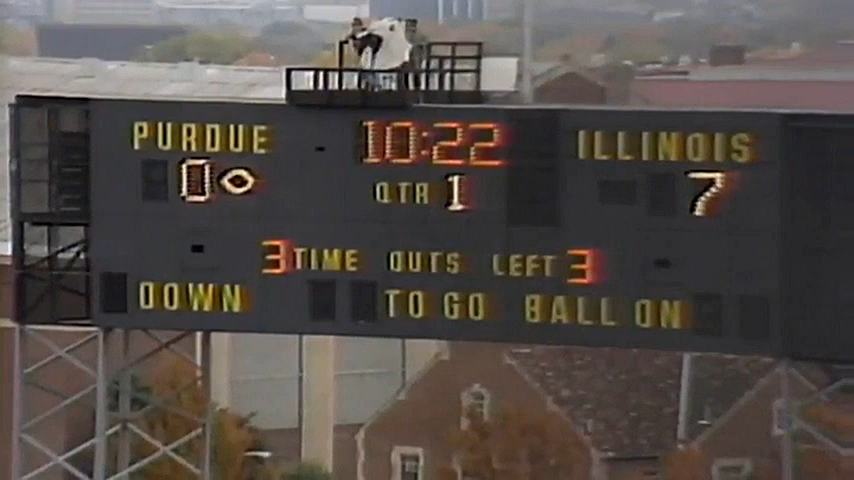 PURDUE 10:22 ILLINOIS
0 QTR 1 7
3 TIME OUTS LEFT 3
DOWN TO GO BALL ON